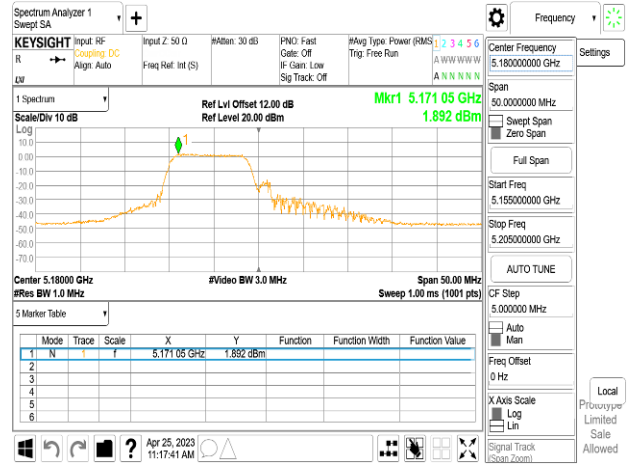 Spectrum Analyzer 1
Swept SA
+
Frequency
KEYSIGHT
R
LXI
Input: RF
Coupling: DC
Align: Auto
Input Z: 50 Ω
Freq Ref: Int (S)
#Atten: 30 dB
PNO: Fast
Gate: Off
IF Gain: Low
Sig Track: Off
#Avg Type: Power (RMS
Trig: Free Run
1 2 3 4 5 6
A W W W W W
A N N N N N
1 Spectrum
Scale/Div 10 dB
Ref Lvl Offset 12.00 dB
Ref Level 20.00 dBm
Mkr1 5.171 05 GHz
1.892 dBm
Log
10.0
0.00
-10.0
-20.0
-30.0
-40.0
-50.0
-60.0
-70.0
1
Center 5.18000 GHz
#Res BW 1.0 MHz
#Video BW 3.0 MHz
Span 50.00 MHz
Sweep 1.00 ms (1001 pts)
5 Marker Table
Mode Trace Scale X Y Function Function Width Function Value
1 N 1 f 5.171 05 GHz 1.892 dBm
2
3
4
5
6
?
Apr 25, 2023
11:17:41 AM
Center Frequency
5.180000000 GHz
Span
50.0000000 MHz
Swept Span
Zero Span
Full Span
Start Freq
5.155000000 GHz
Stop Freq
5.205000000 GHz
AUTO TUNE
CF Step
5.000000 MHz
Auto
Man
Freq Offset
0 Hz
X Axis Scale
Log
Lin
Signal Track
(Span Zoom)
Settings
Local
Prototype
Limited
Sale
Allowed